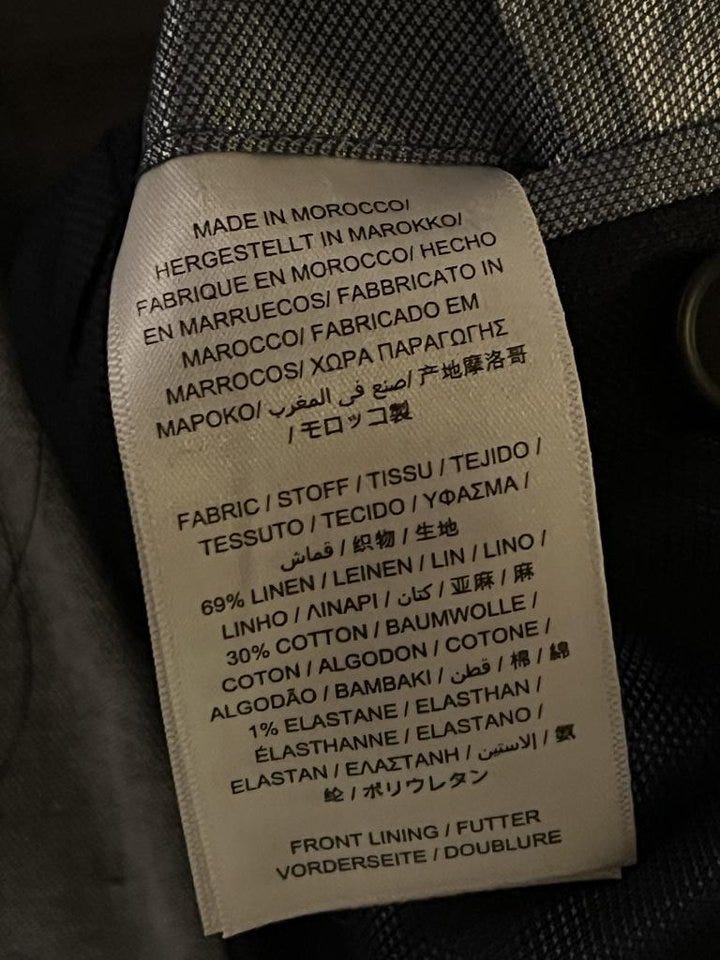 MADE IN MOROCCO/
HERGESTELLT IN MAROKKO/
FABRIQUE EN MOROCCO/ HECHO
EN MARRUECOS/ FABBRICATO IN
MAROCCO/ FABRICADO EM
MARROCOS/ ΧΩΡΑ ΠΑΡΑΓΩΓΗΣ
ΜΑΡΟΚΟ/ صنع في المغرب/ 产地摩洛哥
/ モロッコ製
FABRIC / STOFF / TISSU / TEJIDO /
TESSUTO / TECIDO / ΥΦΑΣΜΑ /
قماش / 织物 / 生地
69% LINEN / LEINEN / LIN / LINO /
LINHO / ΛΙΝΑΡΙ / كتان / 亚麻 / 麻
30% COTTON / BAUMWOLLE /
COTON / ALGODON / COTONE /
ALGODÃO / BAMBAKI / قطن / 棉 / 綿
1% ELASTANE / ELASTHAN /
ÉLASTHANNE / ELASTANO /
ELASTAN / ΕΛΑΣΤΑΝΗ / الاستين / 氨
纶 / ポリウレタン
FRONT LINING / FUTTER
VORDERSEITE / DOUBLURE